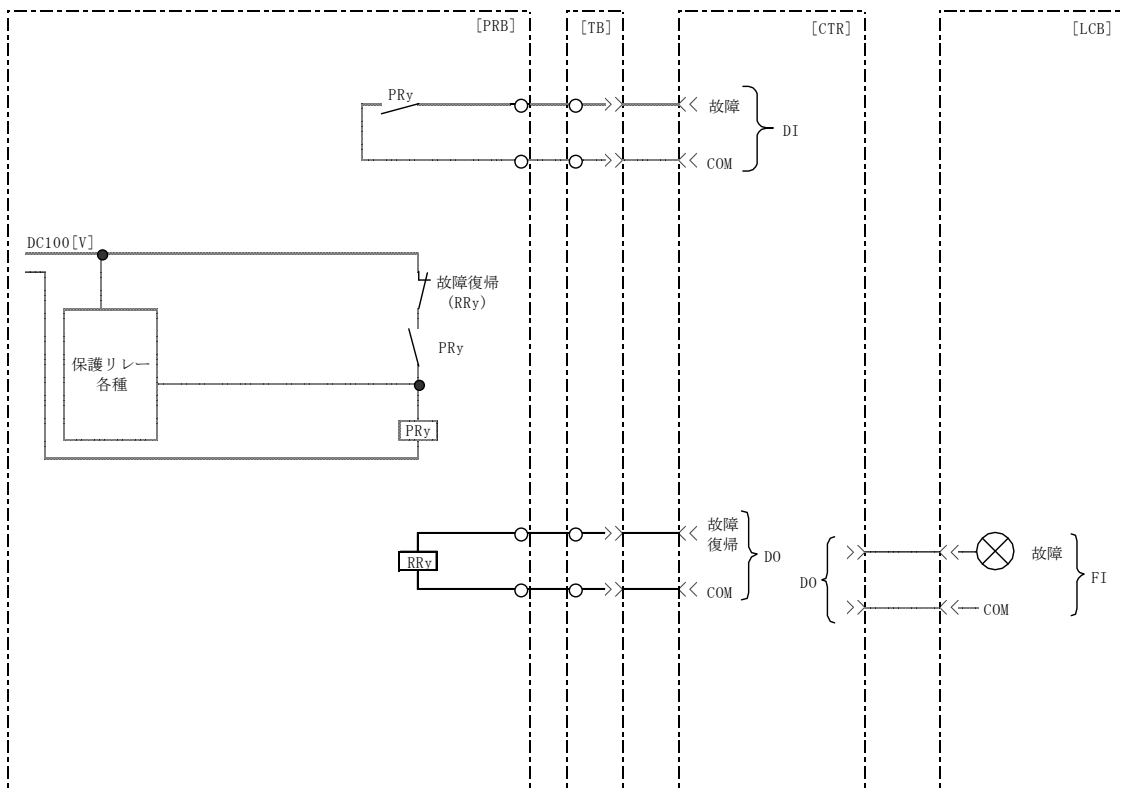 [PRB]
[TB]
[CTR]
[LCB]
PRy
故障
DI
COM
DC100[V]
故障復帰
(RRy)
PRy
保護リレー
各種
PRy
故障
復帰
DO
RRy
COM
DO
故障
FI
COM